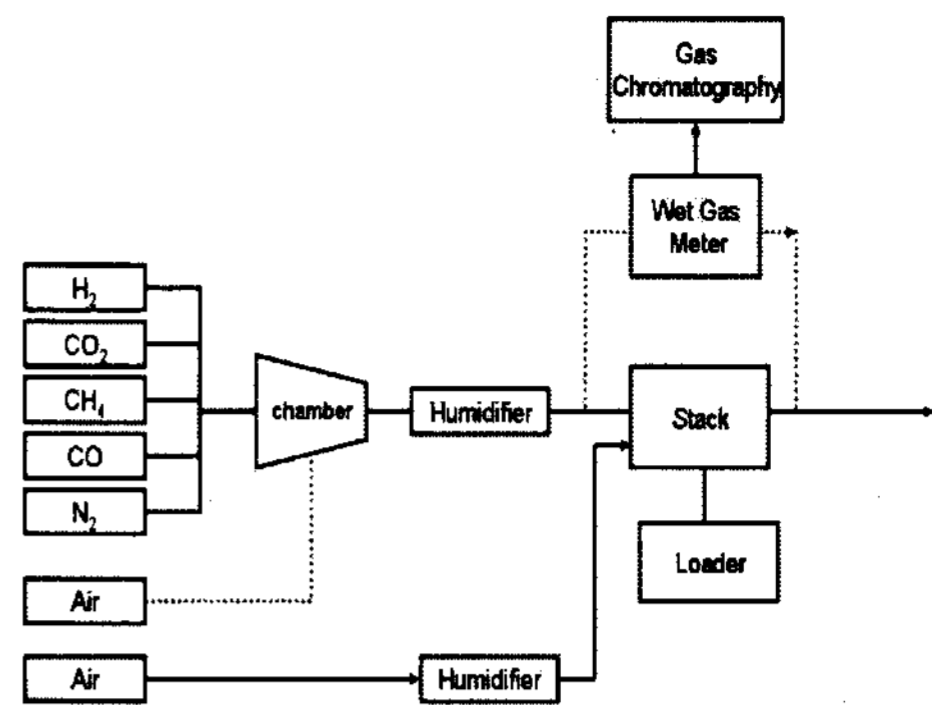 Gas
Chromatography
Wet Gas
Meter
H₂
CO₂
CH₄
CO
N₂
chamber
Humidifier
Stack
Loader
Air
Air
Humidifier